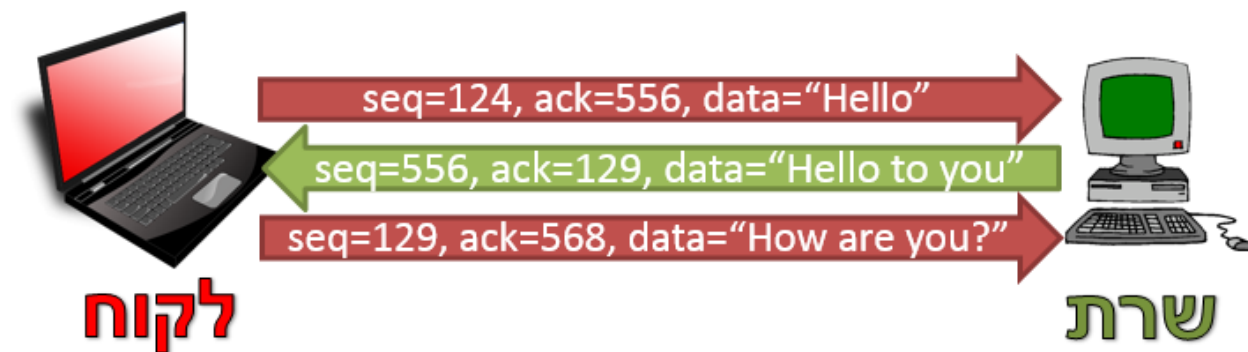 seq=124, ack=556, data=“Hello”
seq=556, ack=129, data=“Hello to you”
seq=129, ack=568, data=“How are you?”
לקוח
שרת